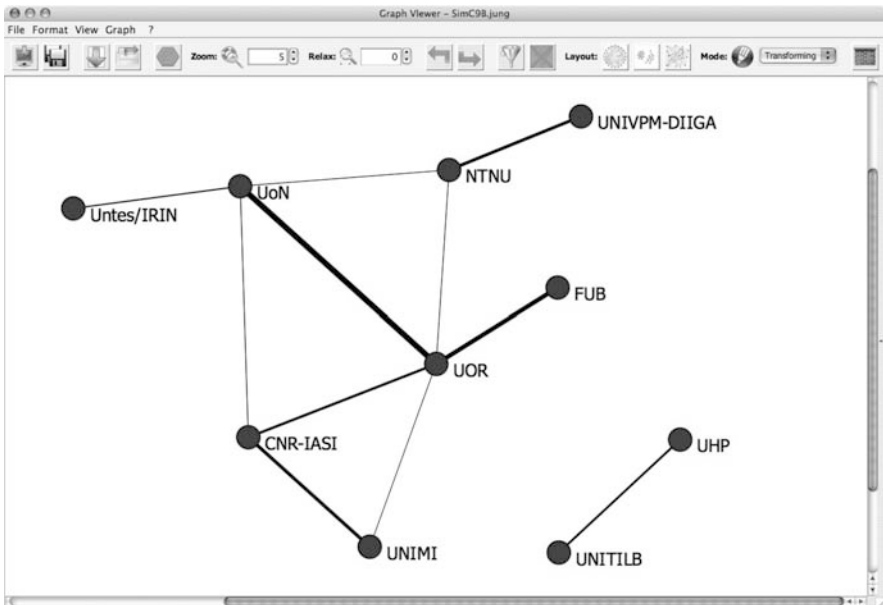 Graph Viewer – SimC98.jung
File Format View Graph ?
Zoom: 5 Relax: 0 Layout: Mode: Transforming
UNIVPM-DIIGA
NTNU
UoN
Untes/IRIN
FUB
UOR
CNR-IASI
UHP
UNIMI
UNITILB